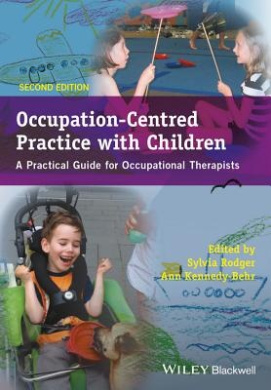 SECOND EDITION
Occupation-Centred
Practice with Children
A Practical Guide for Occupational Therapists
Edited by
Sylvia Rodger
Ann Kennedy-Behr
WILEY Blackwell